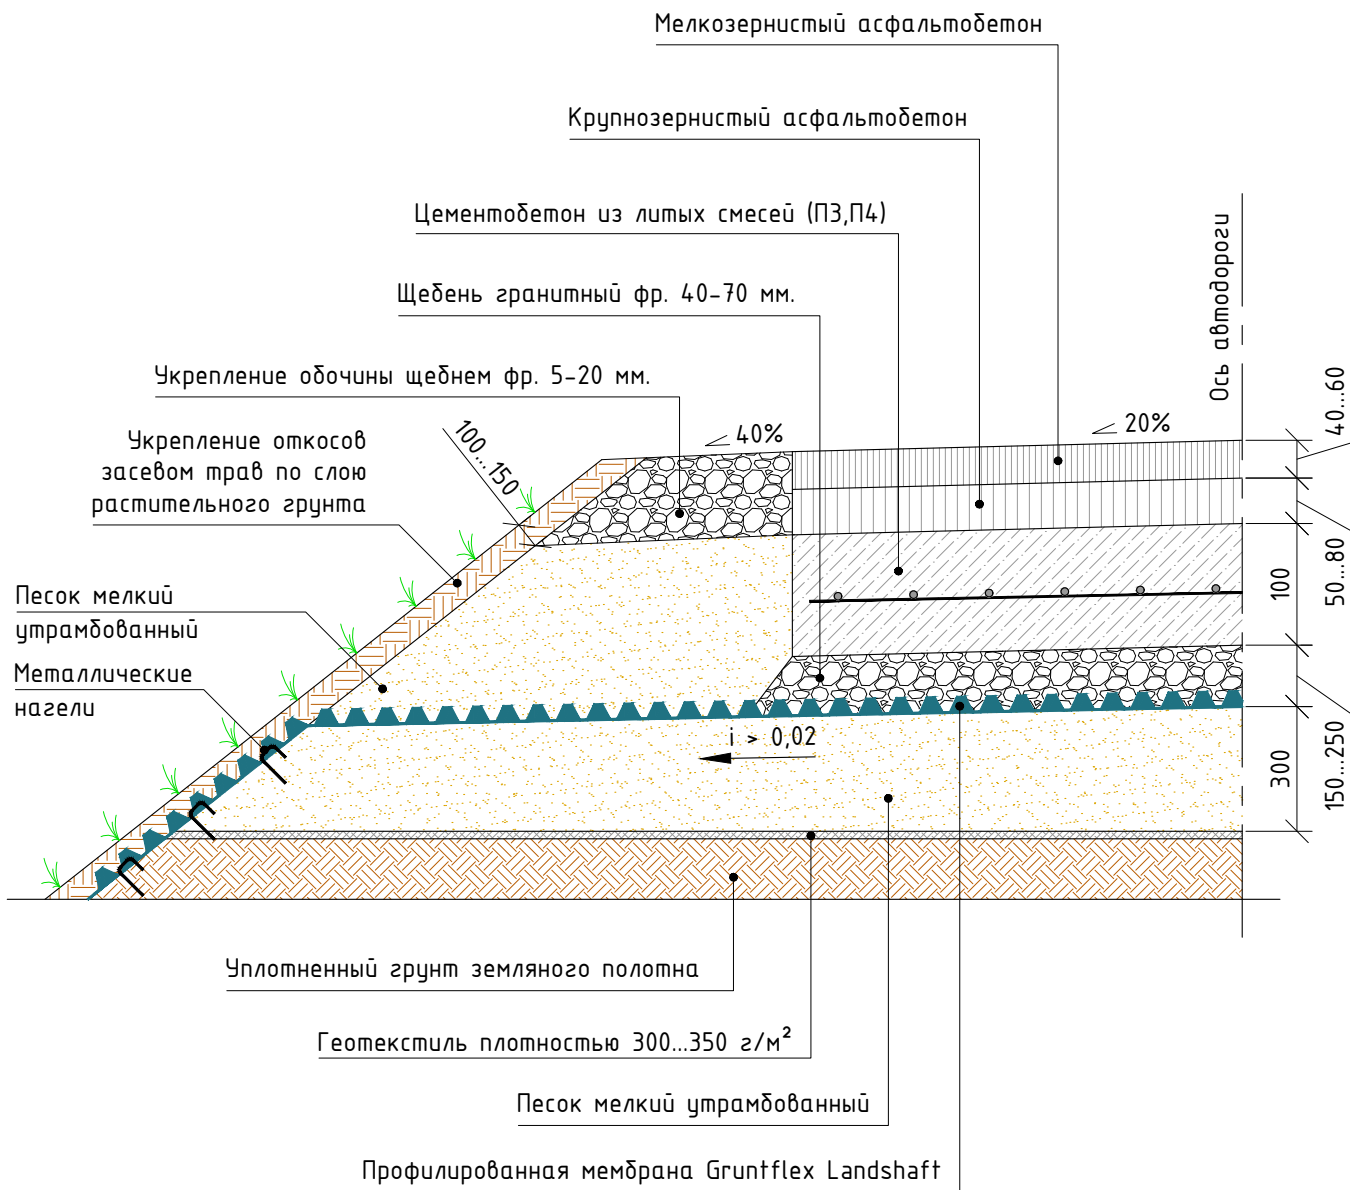 Мелкозернистый асфальтобетон
Крупнозернистый асфальтобетон
Цементобетон из литых смесей (П3,П4)
Щебень гранитный фр. 40-70 мм.
Укрепление обочины щебнем фр. 5-20 мм.
Укрепление откосов
засевом трав по слою
растительного грунта
100...150
40%
20%
Ось автодороги
40...60
50...80
100
150...250
300
Песок мелкий
утрамбованный
Металлические
нагели
i > 0,02
Уплотненный грунт земляного полотна
Геотекстиль плотностью 300...350 г/м²
Песок мелкий утрамбованный
Профилированная мембрана Gruntflex Landshaft